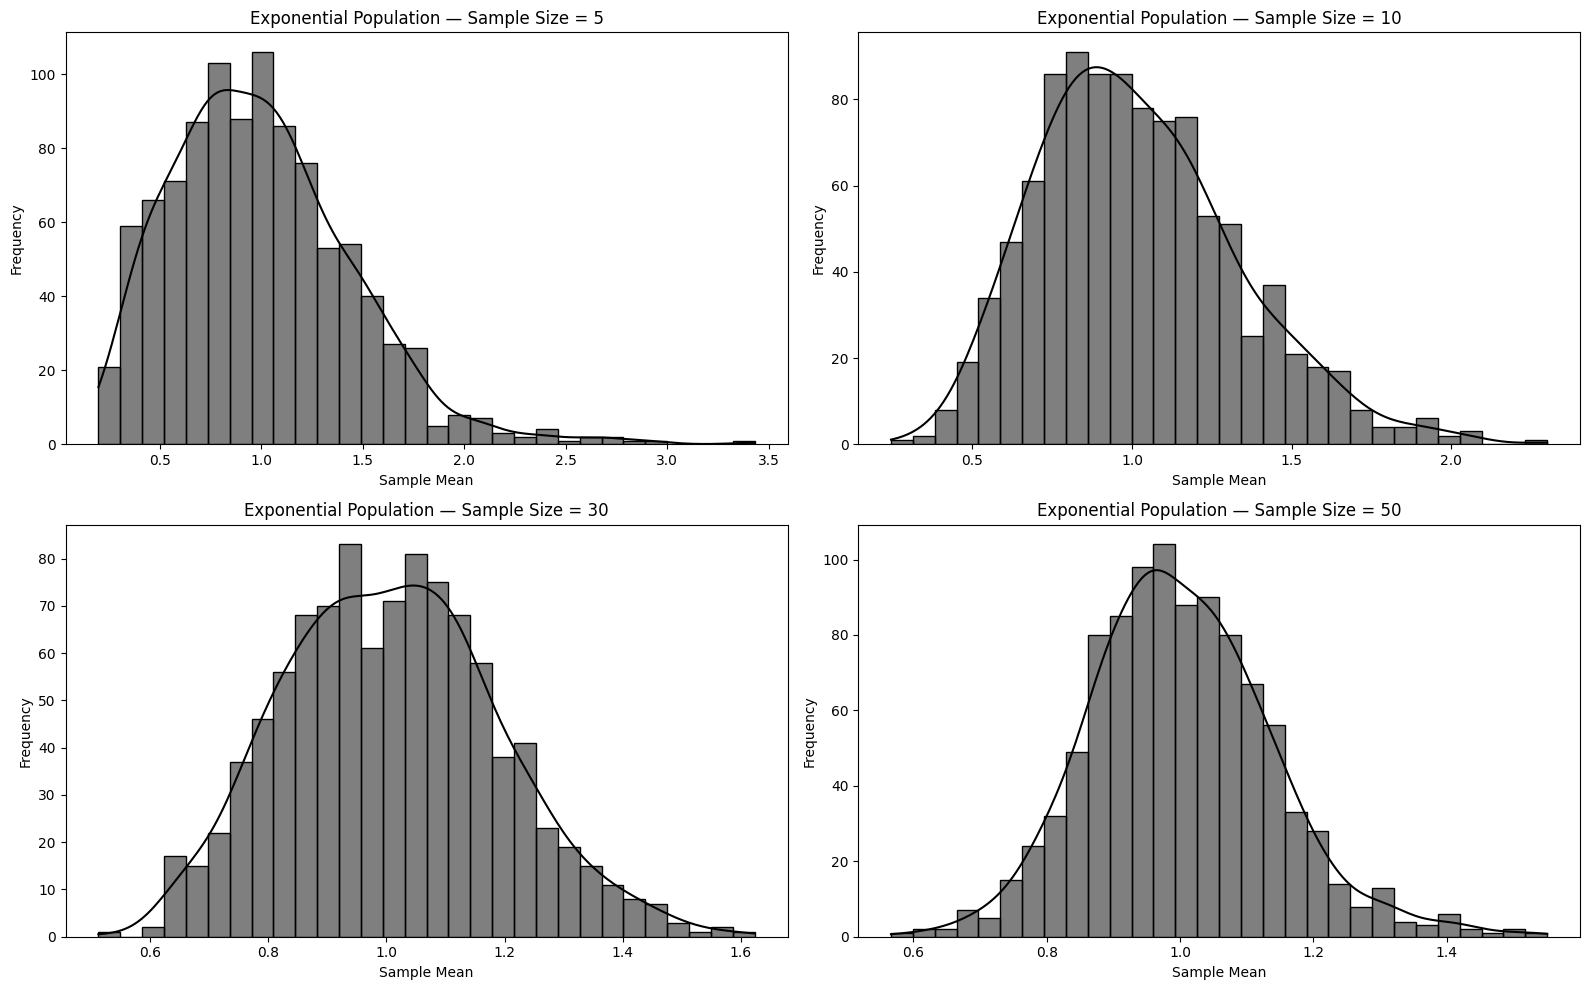 Exponential Population — Sample Size = 5
100
80
60
40
20
0
Frequency
0.5 1.0 1.5 2.0 2.5 3.0 3.5
Sample Mean
Exponential Population — Sample Size = 10
80
60
40
20
0
Frequency
0.5 1.0 1.5 2.0
Sample Mean
Exponential Population — Sample Size = 30
80
70
60
50
40
30
20
10
0
Frequency
0.6 0.8 1.0 1.2 1.4 1.6
Sample Mean
Exponential Population — Sample Size = 50
100
80
60
40
20
0
Frequency
0.6 0.8 1.0 1.2 1.4
Sample Mean